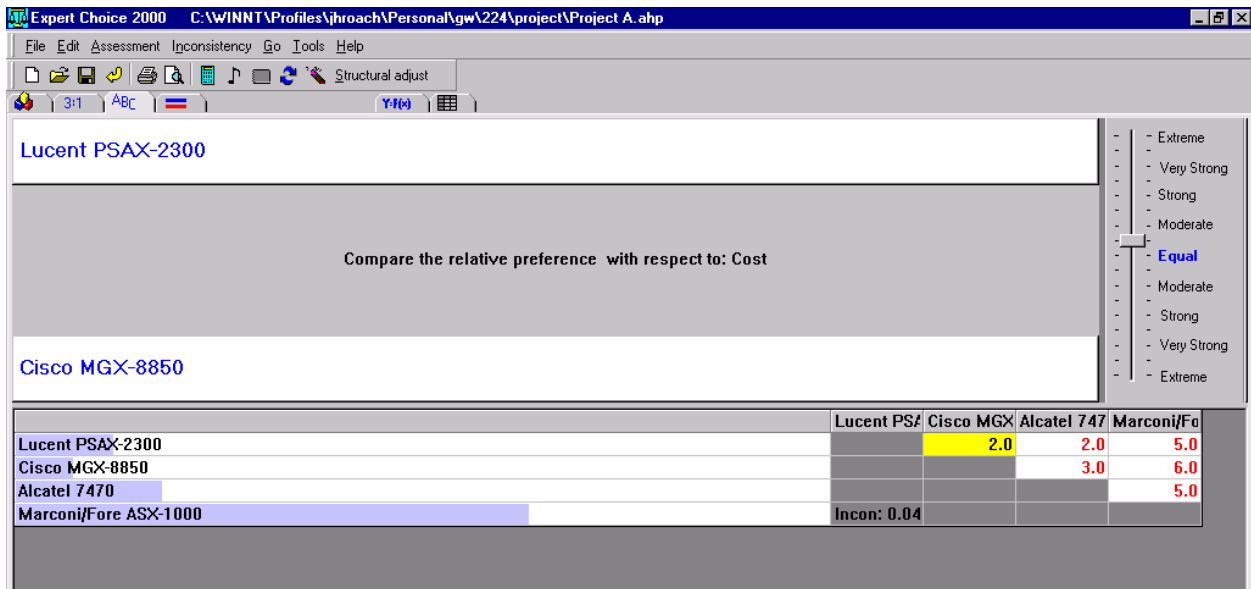 Expert Choice 2000 C:\WINNT\Profiles\jhroach\Personal\gw\224\project\Project A.ahp
File Edit Assessment Inconsistency Go Tools Help
Structural adjust
3:1 ABC Y:F(x)
Lucent PSAX-2300
Compare the relative preference with respect to: Cost
Cisco MGX-8850
Extreme
Very Strong
Strong
Moderate
Equal
Moderate
Strong
Very Strong
Extreme
Lucent PSA Cisco MGX Alcatel 747 Marconi/Fo
Lucent PSAX-2300 2.0 2.0 5.0
Cisco MGX-8850 3.0 6.0
Alcatel 7470 5.0
Marconi/Fore ASX-1000 Incon: 0.04